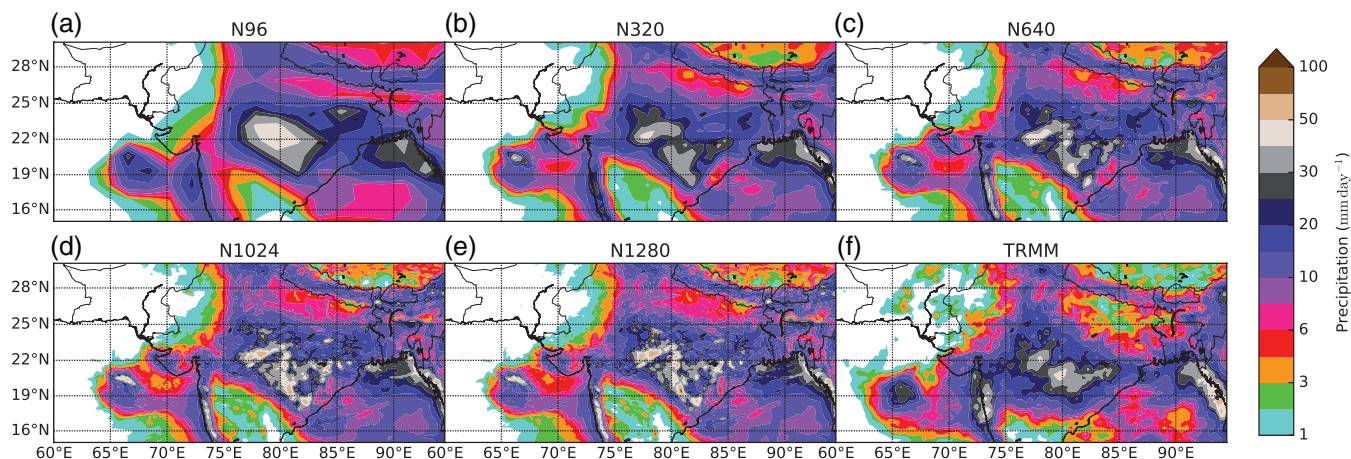 (a) N96 (b) N320 (c) N640
28°N
25°N
22°N
19°N
16°N
(d) N1024 (e) N1280 (f) TRMM
28°N
25°N
22°N
19°N
16°N
60°E 65°E 70°E 75°E 80°E 85°E 90°E 60°E 65°E 70°E 75°E 80°E 85°E 90°E 60°E 65°E 70°E 75°E 80°E 85°E 90°E
100
50
30
20
10
6
3
1
Precipitation (mm day−1)